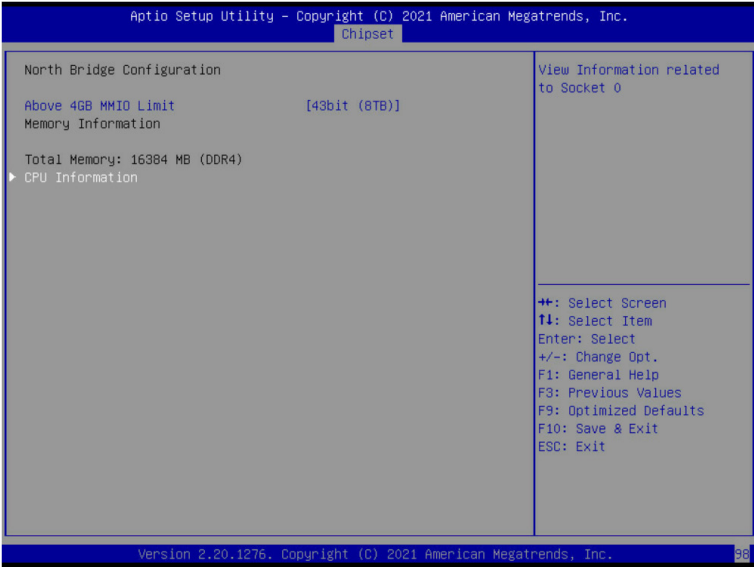 Aptio Setup Utility – Copyright (C) 2021 American Megatrends, Inc.
Chipset
North Bridge Configuration
Above 4GB MMIO Limit [43bit (8TB)]
Memory Information
Total Memory: 16384 MB (DDR4)
► CPU Information
View Information related
to Socket 0
→←: Select Screen
↑↓: Select Item
Enter: Select
+/-: Change Opt.
F1: General Help
F3: Previous Values
F9: Optimized Defaults
F10: Save & Exit
ESC: Exit
Version 2.20.1276. Copyright (C) 2021 American Megatrends, Inc.
98